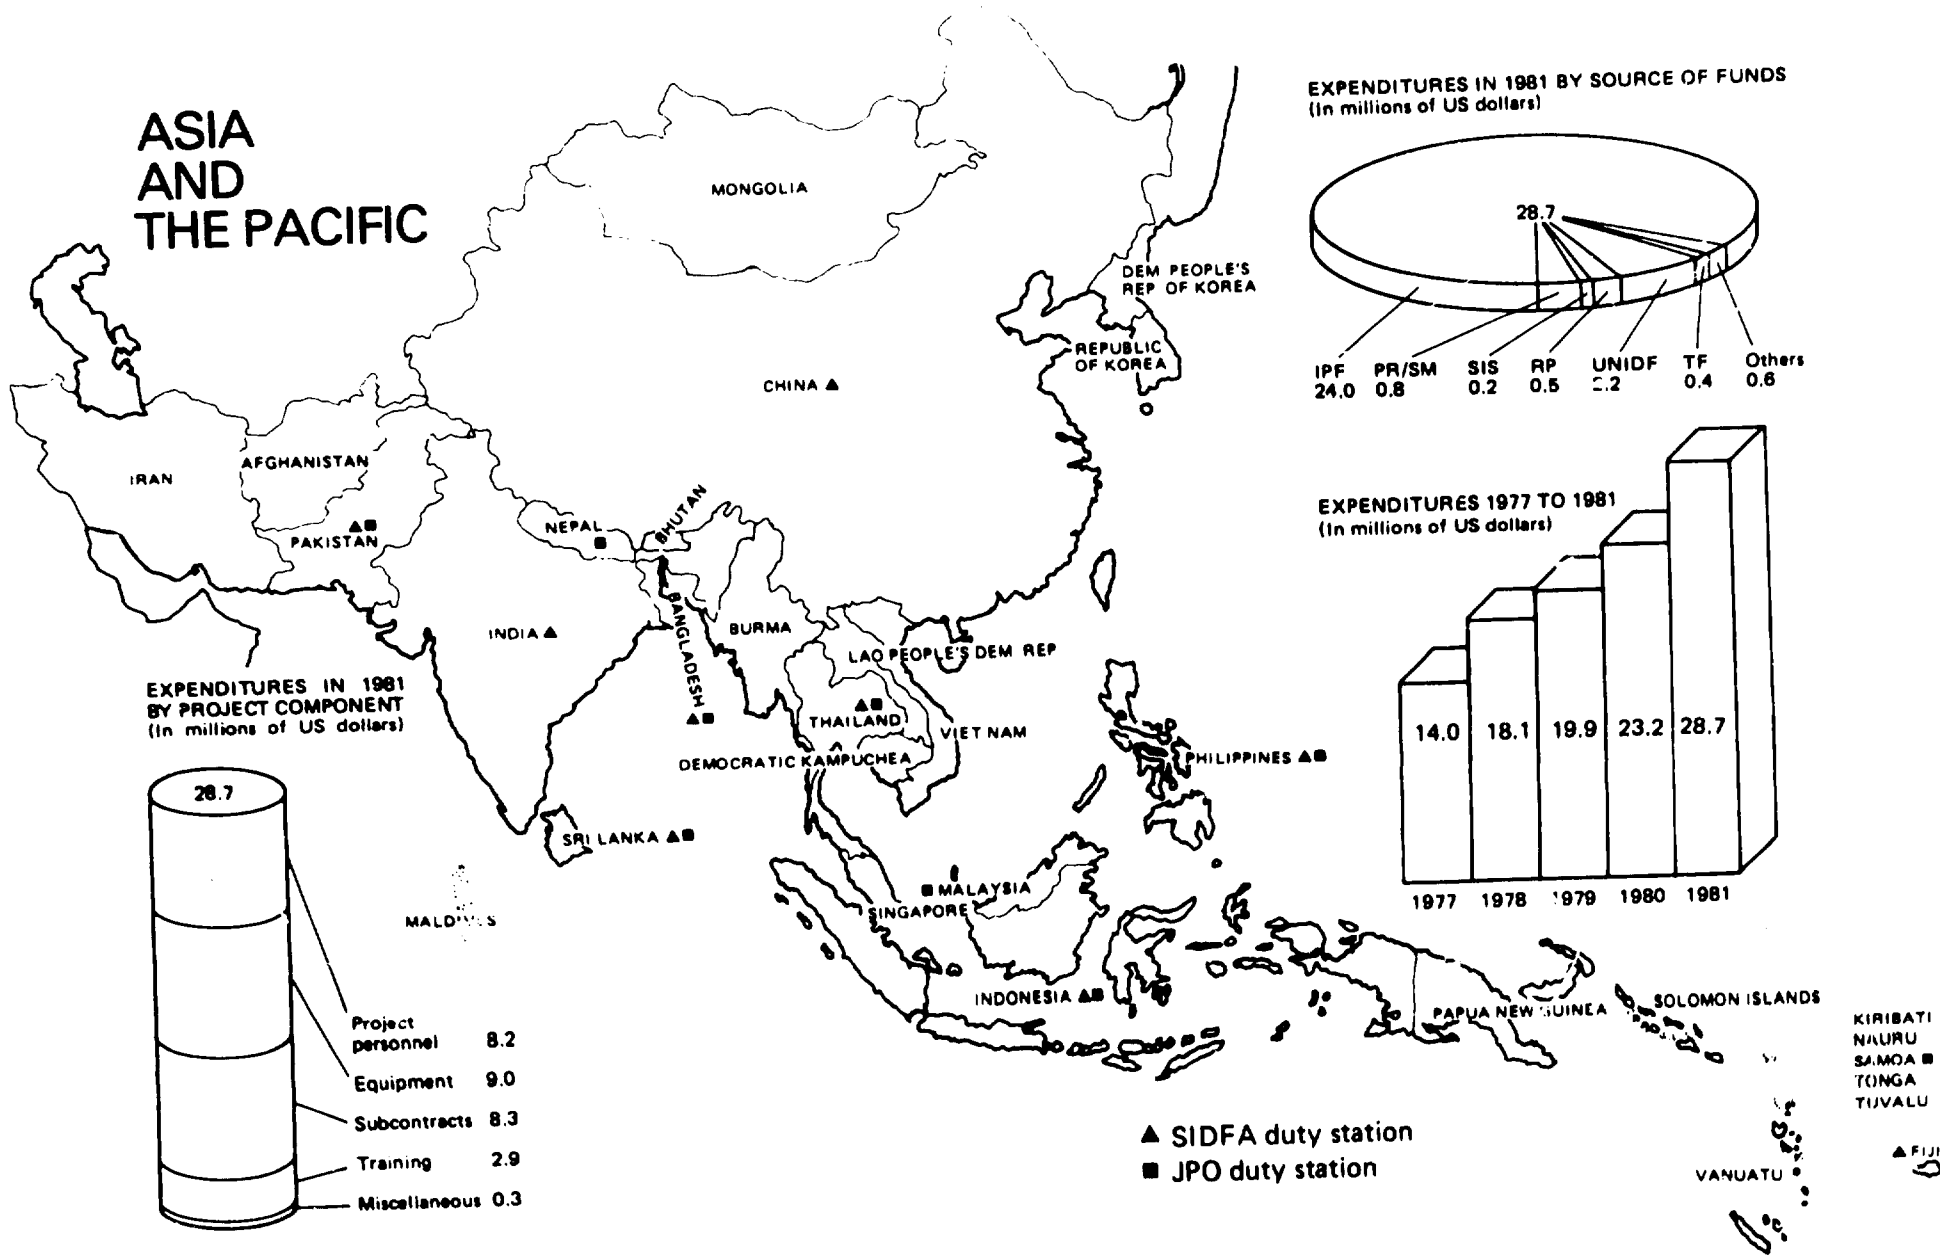 ASIA
AND
THE PACIFIC
EXPENDITURES IN 1981 BY SOURCE OF FUNDS
(In millions of US dollars)
28.7
IPF PR/SM SIS RP UNIDF TF Others
24.0 0.8 0.2 0.5 .2 0.4 0.6
EXPENDITURES 1977 TO 1981
(In millions of US dollars)
14.0 18.1 19.9 23.2 28.7
1977 1978 1979 1980 1981
MONGOLIA
DEM PEOPLE'S
REP OF KOREA
REPUBLIC
OF KOREA
CHINA ▲
IRAN
AFGHANISTAN
▲■
PAKISTAN
NEPAL
■
BHUTAN
INDIA ▲
BANGLADESH
▲■
BURMA
LAO PEOPLE'S DEM REP
▲■
THAILAND
VIET NAM
DEMOCRATIC KAMPUCHEA
PHILIPPINES ▲■
SRI LANKA ▲■
MALDIVES
■ MALAYSIA
SINGAPORE
INDONESIA ▲■
PAPUA NEW GUINEA
SOLOMON ISLANDS
KIRIBATI
NAURU
SAMOA ■
TONGA
TUVALU
▲ FIJI
VANUATU
EXPENDITURES IN 1981
BY PROJECT COMPONENT
(In millions of US dollars)
28.7
Project
personnel 8.2
Equipment 9.0
Subcontracts 8.3
Training 2.9
Miscellaneous 0.3
▲ SIDFA duty station
■ JPO duty station